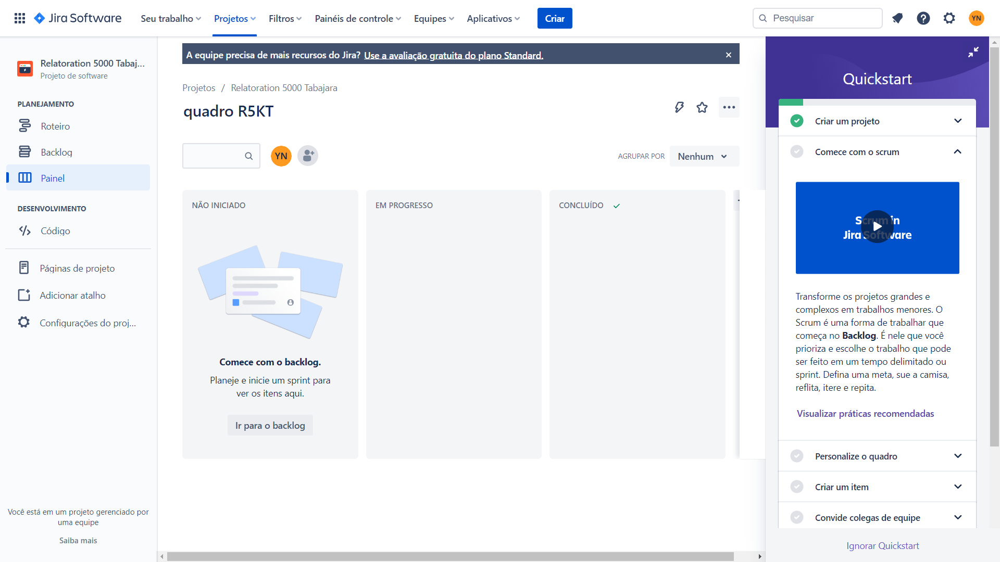 Jira Software
Seu trabalho
Projetos
Filtros
Painéis de controle
Equipes
Aplicativos
Criar
Pesquisar
YN
Relatoration 5000 Tabaj...
Projeto de software
PLANEJAMENTO
Roteiro
Backlog
Painel
DESENVOLVIMENTO
Código
Páginas de projeto
Adicionar atalho
Configurações do proj...
Você está em um projeto gerenciado por
uma equipe
Saiba mais
A equipe precisa de mais recursos do Jira? Use a avaliação gratuita do plano Standard.
Projetos / Relatoration 5000 Tabajara
quadro R5KT
YN
AGRUPAR POR
Nenhum
NÃO INICIADO
EM PROGRESSO
CONCLUÍDO
Comece com o backlog.
Planeje e inicie um sprint para
ver os itens aqui.
Ir para o backlog
Quickstart
Criar um projeto
Comece com o scrum
Scrum in
Jira Software
Transforme os projetos grandes e
complexos em trabalhos menores. O
Scrum é uma forma de trabalhar que
começa no Backlog. É nele que você
prioriza e escolhe o trabalho que pode
ser feito em um tempo delimitado ou
sprint. Defina uma meta, sue a camisa,
reflita, itere e repita.
Visualizar práticas recomendadas
Personalize o quadro
Criar um item
Convide colegas de equipe
Ignorar Quickstart